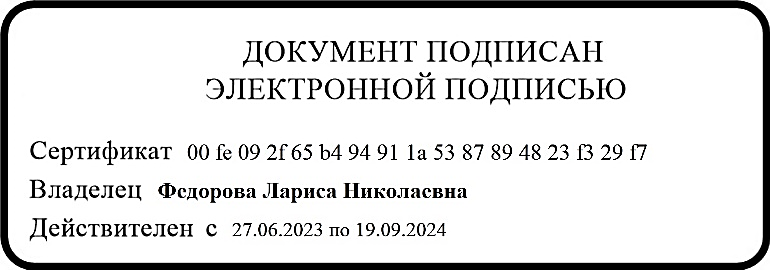 ДОКУМЕНТ ПОДПИСАН
ЭЛЕКТРОННОЙ ПОДПИСЬЮ
Сертификат 00 fe 09 2f 65 b4 94 91 1a 53 87 89 48 23 f3 29 f7
Владелец Федорова Лариса Николаевна
Действителен с 27.06.2023 по 19.09.2024